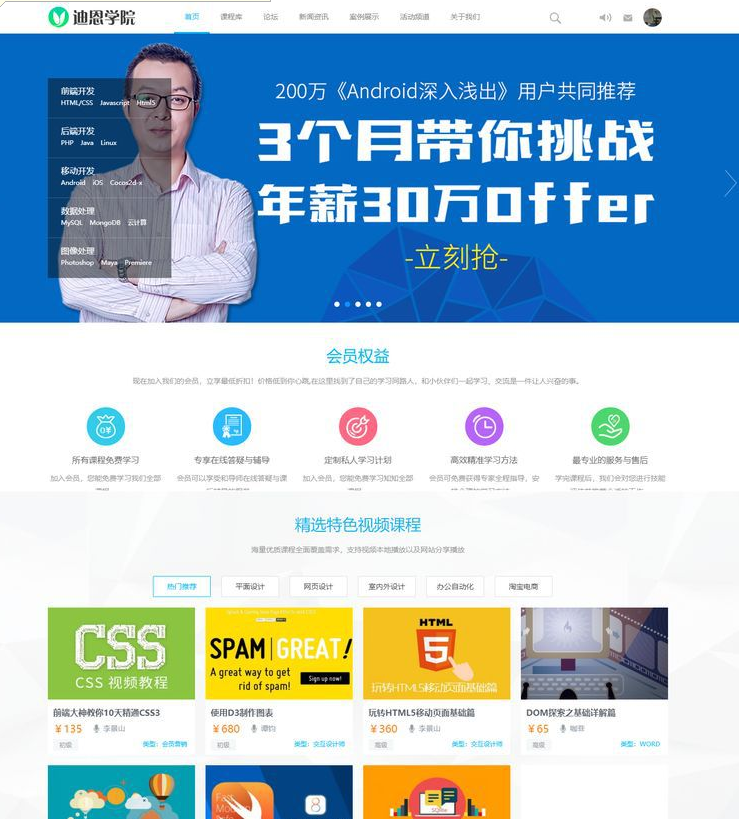 迪恩学院
首页 课程库 论坛 新闻资讯 案例展示 活动频道 关于我们
前端开发
HTML/CSS Javascript Html5
后端开发
PHP Java Linux
移动开发
Android iOS Cocos2d-x
数据处理
MySQL MongoDB 云计算
图像处理
Photoshop Maya Premiere
200万《Android深入浅出》用户共同推荐
3个月带你挑战
年薪30万Offer
-立刻抢-
会员权益
现在加入我们的会员，立享最低折扣！价格低到你心跳,在这里找到了自己的学习同路人，和小伙伴们一起学习、交流是一件让人兴奋的事。
所有课程免费学习 专享在线答疑与辅导 定制私人学习计划 高效精准学习方法 最专业的服务与售后
加入会员，您能免费学习我们全部 会员可以享受和导师在线答疑与课 加入会员，您能免费学习知知全部 会员可免费获得专家全程指导，安 学完课程后，我们会对您进行技能
精选特色视频课程
海量优质课程全面覆盖需求，支持视频本地播放以及网站分享播放
热门推荐 平面设计 网页设计 室内外设计 办公自动化 淘宝电商
CSS
CSS 视频教程
SPAM GREAT!
A great way to get
rid of spam!
Sign up now!
HTML
5
玩转HTML5移动页面基础篇
前端大神教你10天精通CSS3 使用D3制作图表 玩转HTML5移动页面基础篇 DOM探索之基础详解篇
￥135 李景山 ￥680 ￥360 李景山 ￥65 咖啡
初级 类型：会员营销 初级 类型：交互设计师 高级 类型：交互设计师 高级 类型：WORD
8